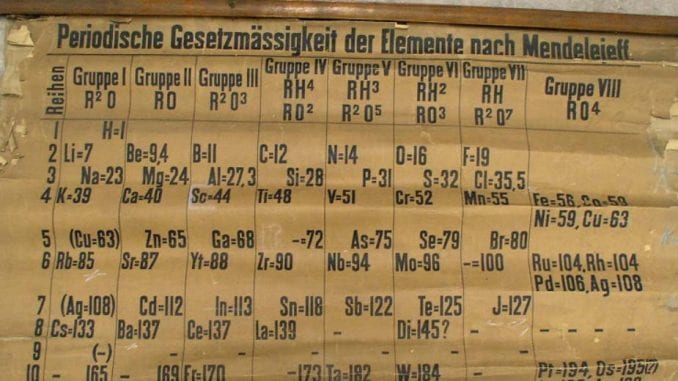 Periodische Gesetzmässigkeit der Elemente nach Mendelejeff
Reihen Gruppe I Gruppe II Gruppe III Gruppe IV Gruppe V Gruppe VI Gruppe VII Gruppe VIII
RH⁴ RH³ RH² RH
R²O RO R²O³ RO² R²O⁵ RO³ R²O⁷ RO⁴
1 H=1
2 Li=7 Be=9,4 B=11 C=12 N=14 O=16 F=19
3 Na=23 Mg=24 Al=27,3 Si=28 P=31 S=32 Cl=35,5
4 K=39 Ca=40 Sc=44 Ti=48 V=51 Cr=52 Mn=55 Fe=56, Co=59
Ni=59, Cu=63
5 (Cu=63) Zn=65 Ga=68 -=72 As=75 Se=79 Br=80
6 Rb=85 Sr=87 Yt=88 Zr=90 Nb=94 Mo=96 -=100 Ru=104, Rh=104
Pd=106, Ag=108
7 (Ag=108) Cd=112 In=113 Sn=118 Sb=122 Te=125 J=127
8 Cs=133 Ba=137 Ce=137 La=139 - Di=145? - - - - -
9 (-) - - - - - -
10 - 165 - 169 Er=170 -173 Ta=182 W=184 - Pt=194, Os=195(?)